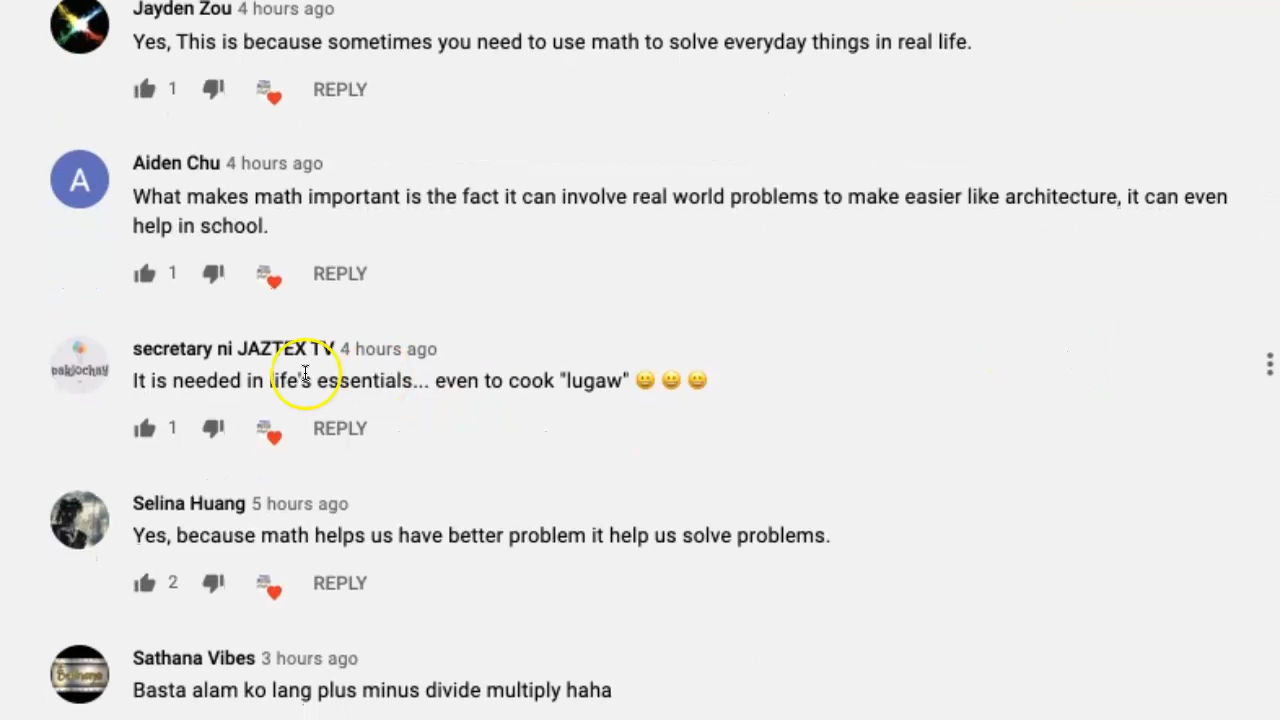 Jayden Zou 4 hours ago
Yes, This is because sometimes you need to use math to solve everyday things in real life.
1 REPLY
A
Aiden Chu 4 hours ago
What makes math important is the fact it can involve real world problems to make easier like architecture, it can even
help in school.
1 REPLY
secretary ni JAZTEX TV 4 hours ago
It is needed in life's essentials... even to cook "lugaw" 😀 😀 😀
1 REPLY
Selina Huang 5 hours ago
Yes, because math helps us have better problem it help us solve problems.
2 REPLY
Sathana Vibes 3 hours ago
Basta alam ko lang plus minus divide multiply haha